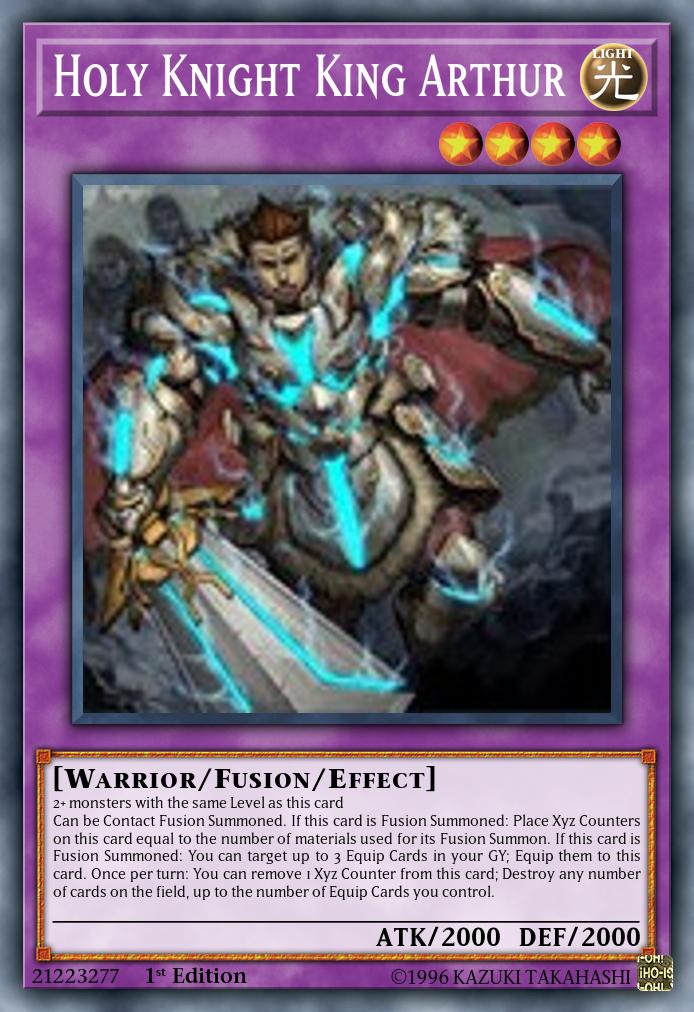 Holy Knight King Arthur
LIGHT
光
[Warrior/Fusion/Effect]
2+ monsters with the same Level as this card
Can be Contact Fusion Summoned. If this card is Fusion Summoned: Place Xyz Counters
on this card equal to the number of materials used for its Fusion Summon. If this card is
Fusion Summoned: You can target up to 3 Equip Cards in your GY; Equip them to this
card. Once per turn: You can remove 1 Xyz Counter from this card; Destroy any number
of cards on the field, up to the number of Equip Cards you control.
ATK/2000 DEF/2000
21223277 1st Edition ©1996 KAZUKI TAKAHASHI